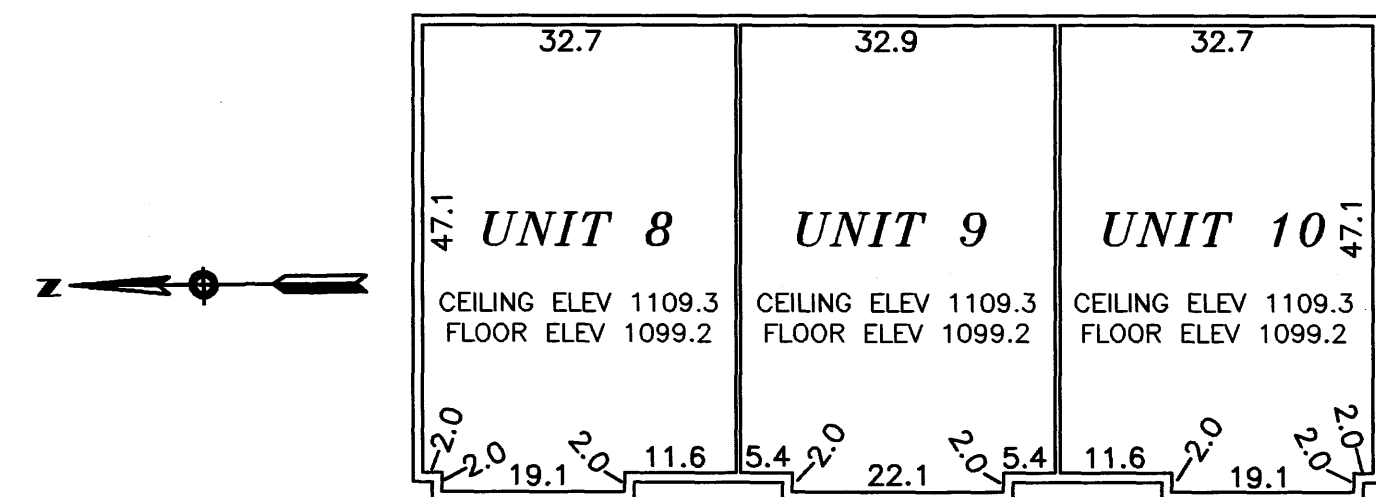 32.7 32.9 32.7
47.1 UNIT 8 UNIT 9 UNIT 10 47.1
Z
CEILING ELEV 1109.3 CEILING ELEV 1109.3 CEILING ELEV 1109.3
FLOOR ELEV 1099.2 FLOOR ELEV 1099.2 FLOOR ELEV 1099.2
2.0 2.0 19.1 2.0 11.6 5.4 2.0 22.1 2.0 5.4 11.6 2.0 19.1 2.0 2.0